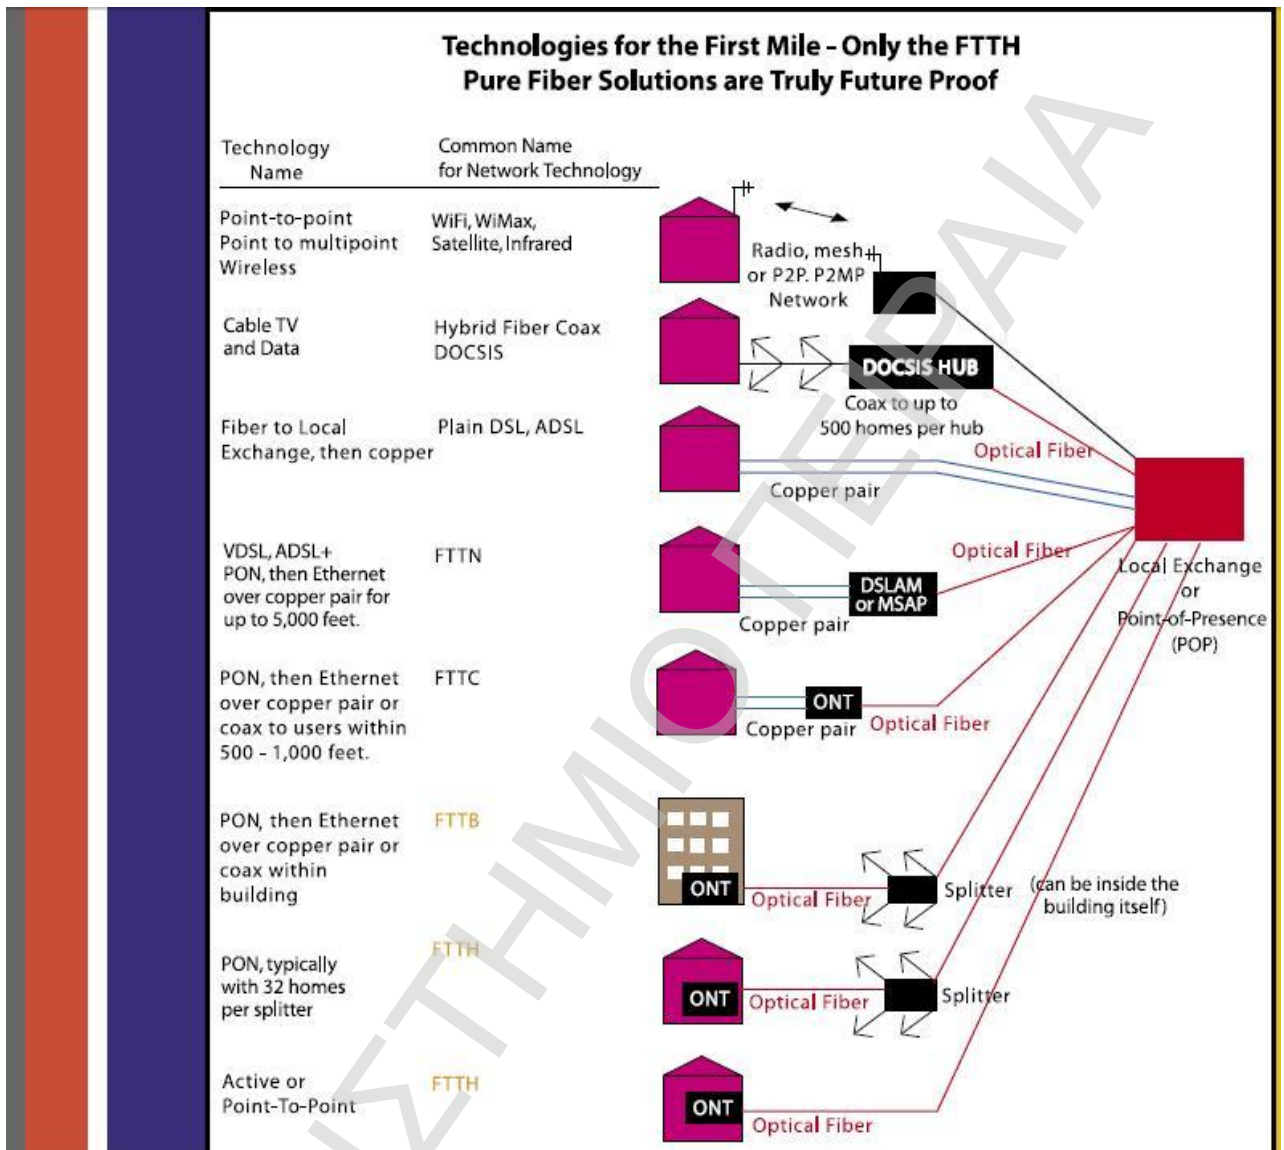 Technologies for the First Mile - Only the FTTH
Pure Fiber Solutions are Truly Future Proof
Technology
Name
Common Name
for Network Technology
Point-to-point
Point to multipoint
Wireless
WiFi, WiMax,
Satellite, Infrared
Radio, mesh
or P2P. P2MP
Network
Cable TV
and Data
Hybrid Fiber Coax
DOCSIS
DOCSIS HUB
Coax to up to
500 homes per hub
Optical Fiber
Fiber to Local
Exchange, then copper
Plain DSL, ADSL
Copper pair
Local Exchange
or
Point-of-Presence
(POP)
VDSL, ADSL+
PON, then Ethernet
over copper pair for
up to 5,000 feet.
FTTN
Copper pair
DSLAM
or MSAP
Optical Fiber
PON, then Ethernet
over copper pair or
coax to users within
500 - 1,000 feet.
FTTC
Copper pair
ONT
Optical Fiber
PON, then Ethernet
over copper pair or
coax within
building
FTTB
ONT
Optical Fiber
Splitter
(can be inside the
building itself)
PON, typically
with 32 homes
per splitter
FTTH
ONT
Optical Fiber
Splitter
Active or
Point-To-Point
FTTH
ONT
Optical Fiber
ΙΣΤΗΜΙΟ ΠΕΙΡΑΙΑ